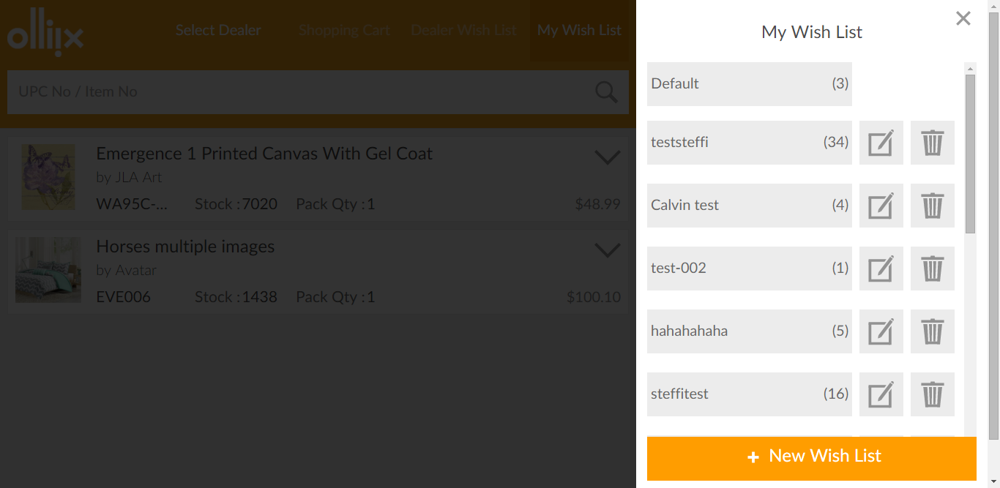 olliix
Select Dealer Shopping Cart Dealer Wish List My Wish List
UPC No / Item No
Emergence 1 Printed Canvas With Gel Coat
by JLA Art
WA95C-... Stock : 7020 Pack Qty : 1 $48.99
Horses multiple images
by Avatar
EVE006 Stock : 1438 Pack Qty : 1 $100.10
My Wish List
Default (3)
teststeffi (34)
Calvin test (4)
test-002 (1)
hahahahaha (5)
steffitest (16)
+ New Wish List